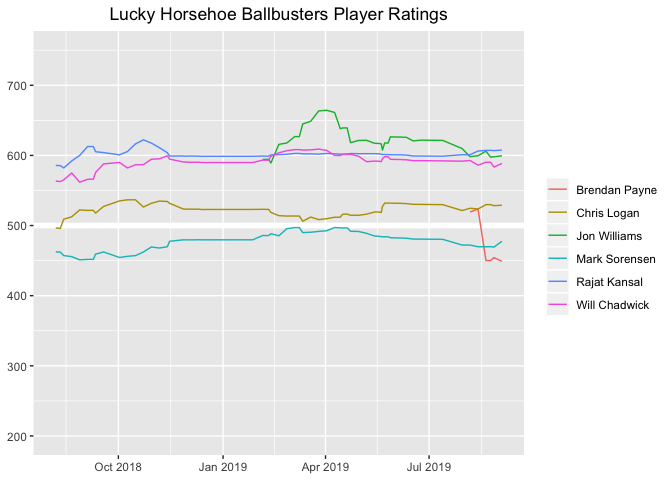 Lucky Horsehoe Ballbusters Player Ratings
700
600
500
400
300
200
Oct 2018
Jan 2019
Apr 2019
Jul 2019
Brendan Payne
Chris Logan
Jon Williams
Mark Sorensen
Rajat Kansal
Will Chadwick